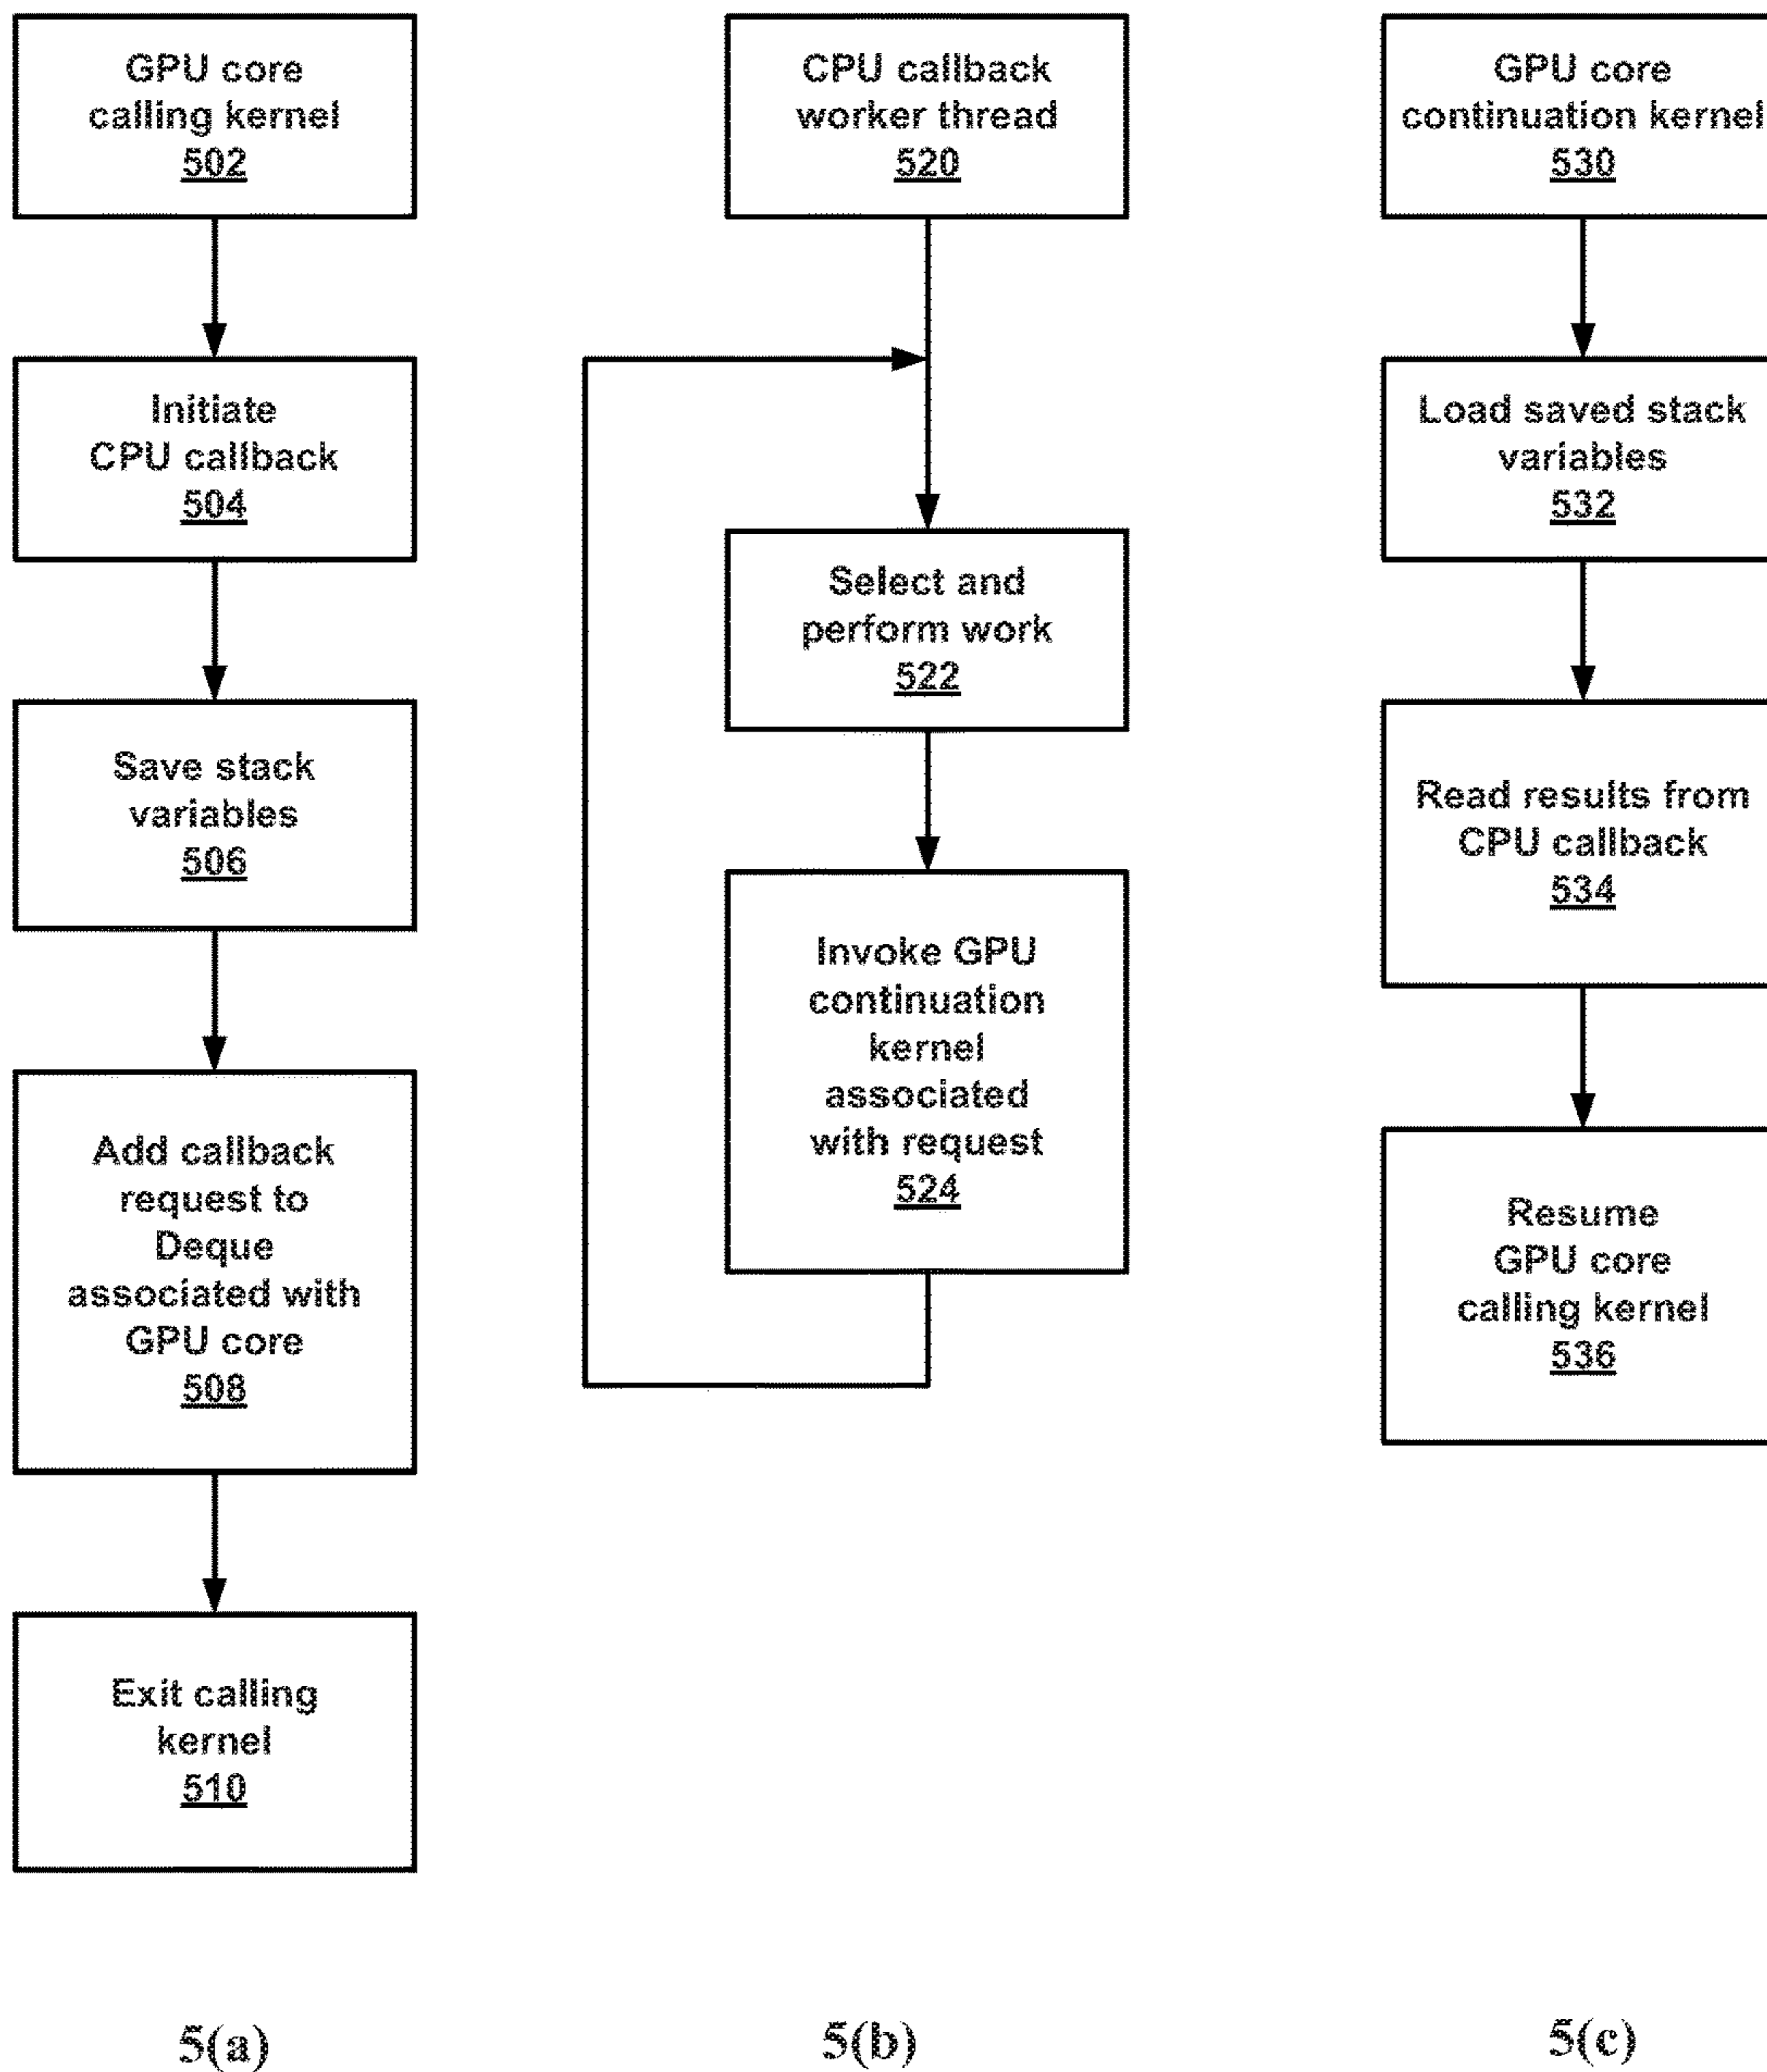 GPU core
calling kernel
502
Initiate
CPU callback
504
Save stack
variables
506
Add callback
request to
Deque
associated with
GPU core
508
Exit calling
kernel
510
5(a)
CPU callback
worker thread
520
Select and
perform work
522
Invoke GPU
continuation
kernel
associated
with request
524
5(b)
GPU core
continuation kernel
530
Load saved stack
variables
532
Read results from
CPU callback
534
Resume
GPU core
calling kernel
536
5(c)